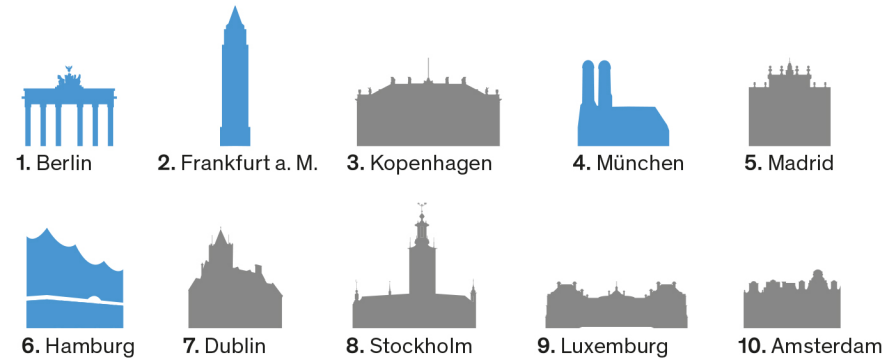 1. Berlin
2. Frankfurt a. M.
3. Kopenhagen
4. München
5. Madrid
6. Hamburg
7. Dublin
8. Stockholm
9. Luxemburg
10. Amsterdam